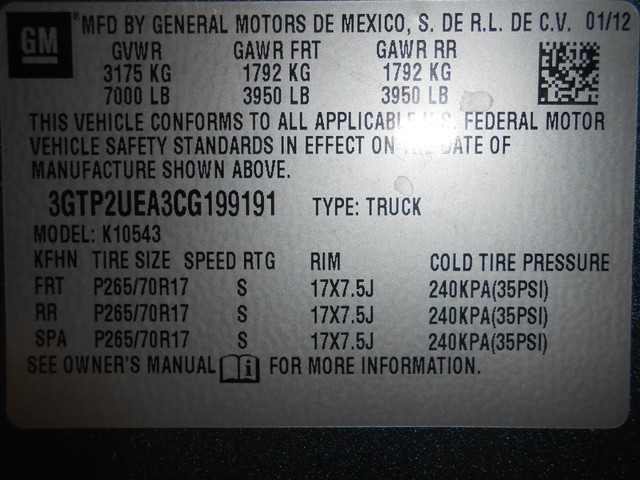 GM MFD BY GENERAL MOTORS DE MEXICO, S. DE R.L. DE C.V. 01/12
GVWR GAWR FRT GAWR RR
3175 KG 1792 KG 1792 KG
7000 LB 3950 LB 3950 LB
THIS VEHICLE CONFORMS TO ALL APPLICABLE U.S. FEDERAL MOTOR
VEHICLE SAFETY STANDARDS IN EFFECT ON THE DATE OF
MANUFACTURE SHOWN ABOVE.
3GTP2UEA3CG199191 TYPE: TRUCK
MODEL: K10543
KFHN TIRE SIZE SPEED RTG RIM COLD TIRE PRESSURE
FRT P265/70R17 S 17X7.5J 240KPA(35PSI)
RR P265/70R17 S 17X7.5J 240KPA(35PSI)
SPA P265/70R17 S 17X7.5J 240KPA(35PSI)
SEE OWNER'S MANUAL FOR MORE INFORMATION.